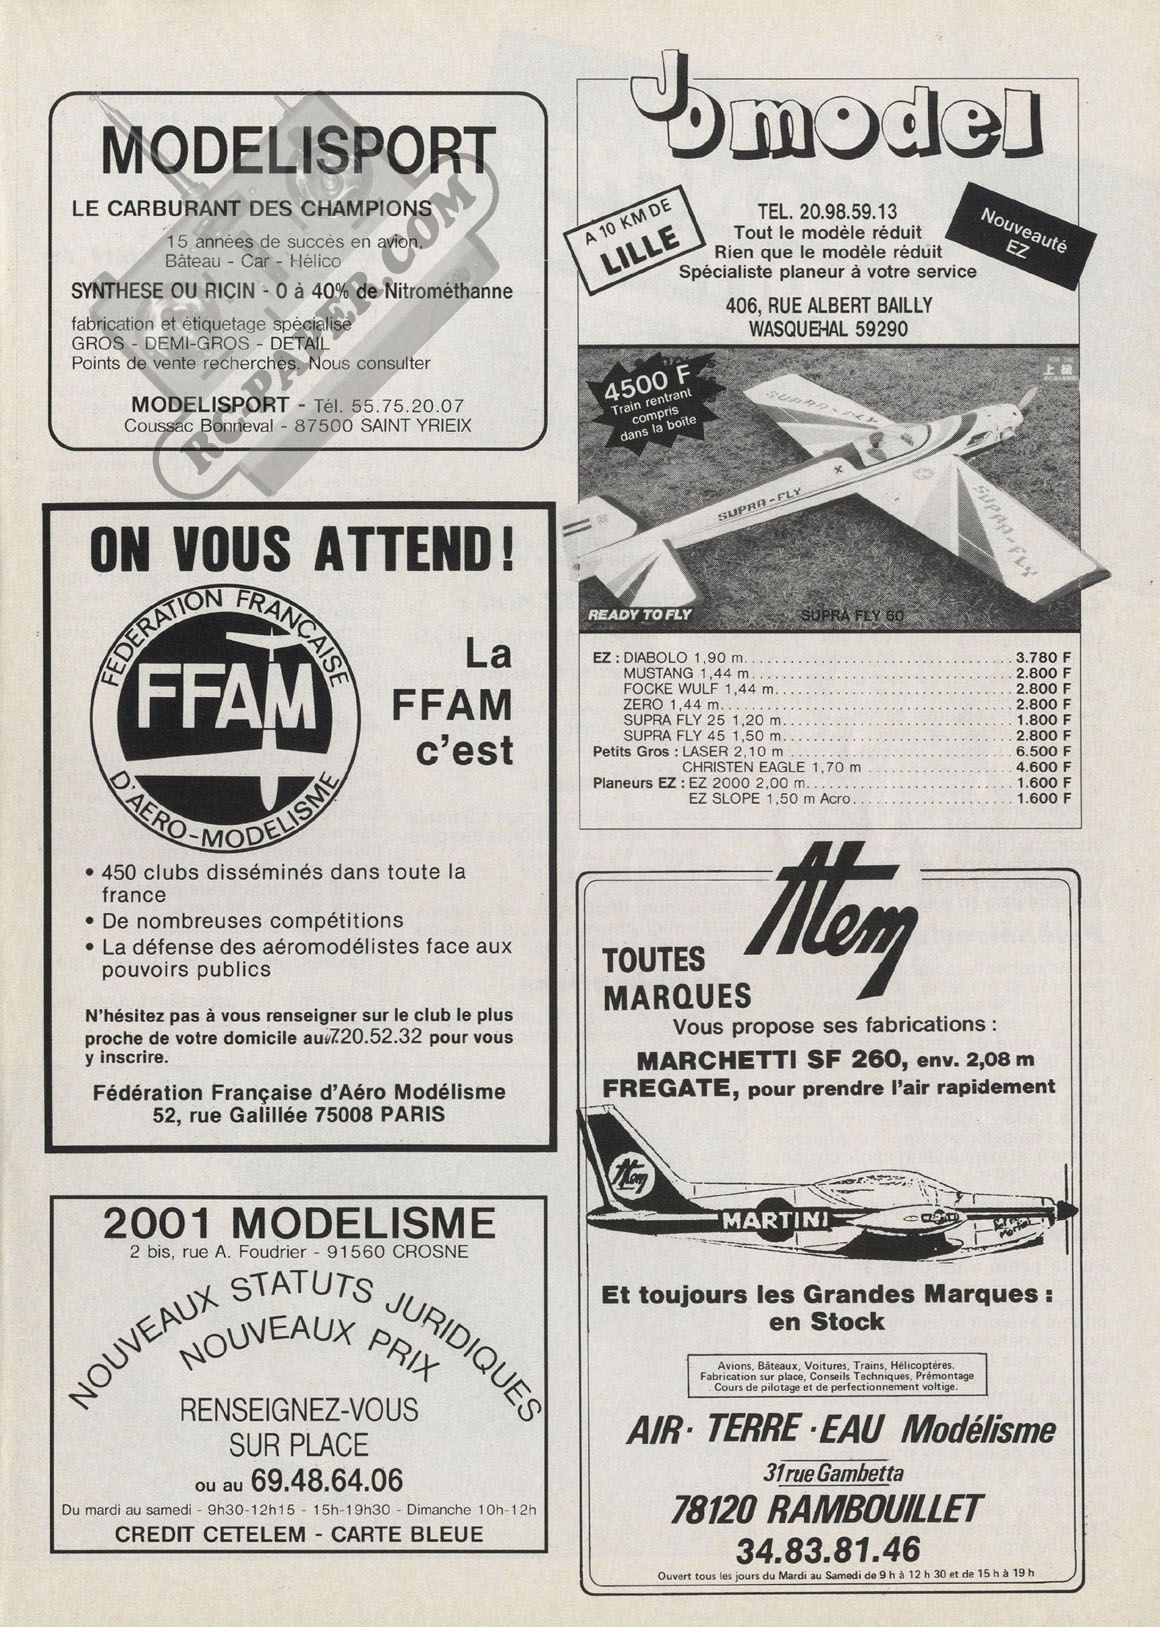 MODELISPORT
LE CARBURANT DES CHAMPIONS
15 années de succès en avion,
Bâteau - Car - Hélico
SYNTHESE OU RICIN - 0 à 40% de Nitrométhanne
fabrication et étiquetage spécialisé
GROS - DEMI-GROS - DETAIL
Points de vente recherchés. Nous consulter
MODELISPORT - Tél. 55.75.20.07
Coussac Bonneval - 87500 SAINT YRIEIX
RCPAPER.COM
ON VOUS ATTEND!
FEDERATION FRANÇAISE
FFAM
D'AERO-MODELISME
La
FFAM
c'est
• 450 clubs disséminés dans toute la
france
• De nombreuses compétitions
• La défense des aéromodélistes face aux
pouvoirs publics
N'hésitez pas à vous renseigner sur le club le plus
proche de votre domicile au 720.52.32 pour vous
y inscrire.
Fédération Française d'Aéro Modélisme
52, rue Galillée 75008 PARIS
2001 MODELISME
2 bis, rue A. Foudrier - 91560 CROSNE
NOUVEAUX STATUTS JURIDIQUES
NOUVEAUX PRIX
RENSEIGNEZ-VOUS
SUR PLACE
ou au 69.48.64.06
Du mardi au samedi - 9h30-12h15 - 15h-19h30 - Dimanche 10h-12h
CREDIT CETELEM - CARTE BLEUE
Jomodel
A 10 KM DE
LILLE
TEL. 20.98.59.13
Tout le modèle réduit
Rien que le modèle réduit
Spécialiste planeur à votre service
Nouveauté
EZ
406, RUE ALBERT BAILLY
WASQUEHAL 59290
4500 F
Train rentrant
compris
dans la boîte
FOR THE
上級
SUPRA-FLY
SUPRA-FLY
SUPRA-FLY
READY TO FLY
SUPRA FLY 60
EZ : DIABOLO 1,90 m. 3.780 F
MUSTANG 1,44 m. 2.800 F
FOCKE WULF 1,44 m. 2.800 F
ZERO 1,44 m. 2.800 F
SUPRA FLY 25 1,20 m. 1.800 F
SUPRA FLY 45 1,50 m. 2.800 F
Petits Gros : LASER 2,10 m 6.500 F
CHRISTEN EAGLE 1,70 m 4.600 F
Planeurs EZ : EZ 2000 2,00 m. 1.600 F
EZ SLOPE 1,50 m Acro. 1.600 F
Atem
TOUTES
MARQUES
Vous propose ses fabrications :
MARCHETTI SF 260, env. 2,08 m
FREGATE, pour prendre l'air rapidement
Atem
MARTINI
Et toujours les Grandes Marques :
en Stock
Avions, Bâteaux, Voitures, Trains, Hélicoptères.
Fabrication sur place, Conseils Techniques, Prémontage
Cours de pilotage et de perfectionnement voltige.
AIR · TERRE · EAU Modélisme
31 rue Gambetta
78120 RAMBOUILLET
34.83.81.46
Ouvert tous les jours du Mardi au Samedi de 9 h à 12 h 30 et de 15 h à 19 h